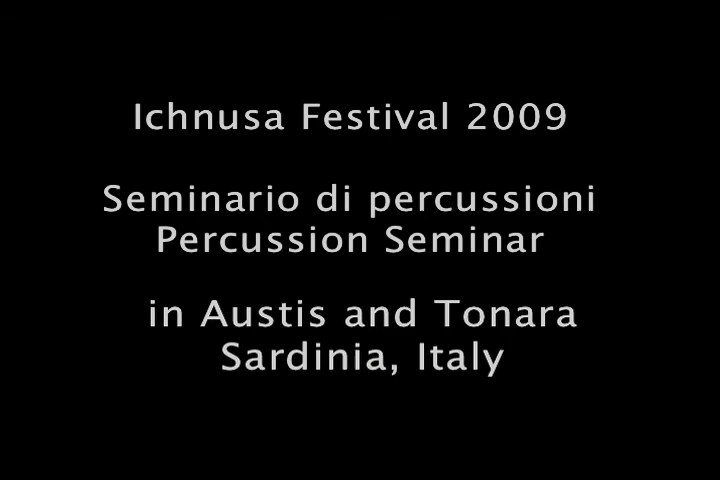 Ichnusa Festival 2009
Seminario di percussioni
Percussion Seminar
in Austis and Tonara
Sardinia, Italy